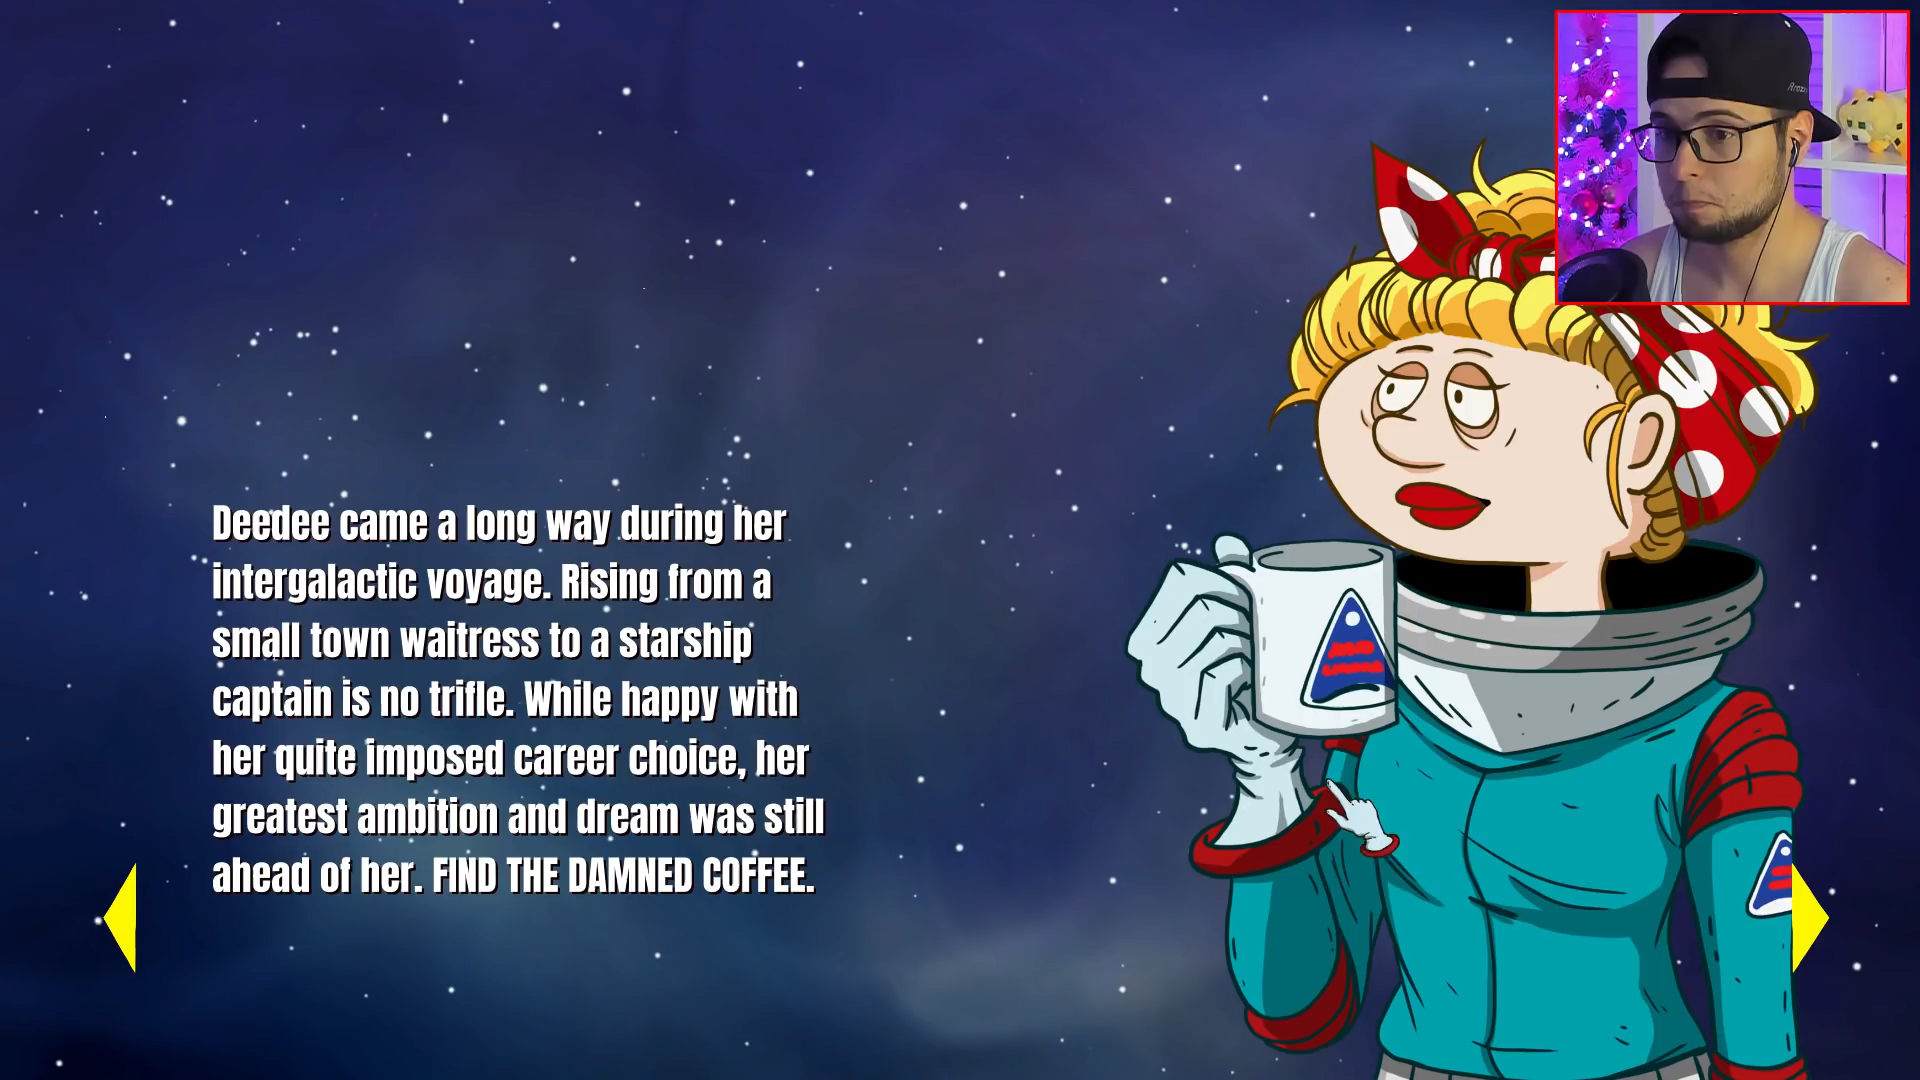 Deedee came a long way during her
intergalactic voyage. Rising from a
small town waitress to a starship
captain is no trifle. While happy with
her quite imposed career choice, her
greatest ambition and dream was still
ahead of her. FIND THE DAMNED COFFEE.